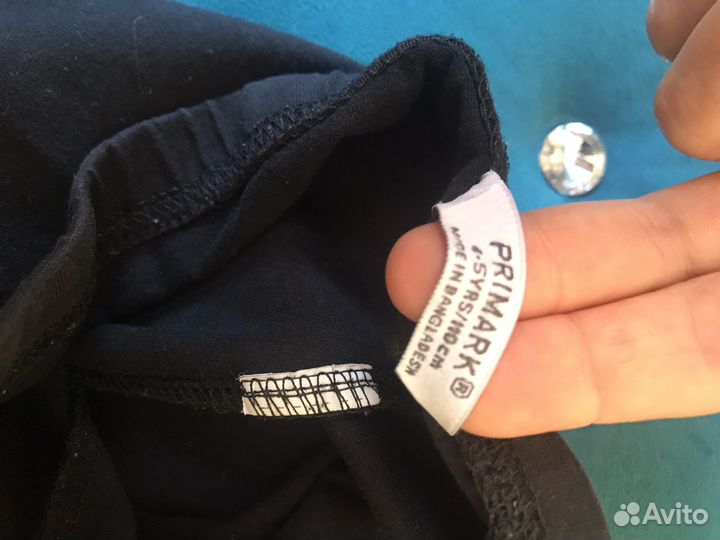 PRIMARK®
4-5YRS/110CM
MADE IN BANGLADESH
Avito